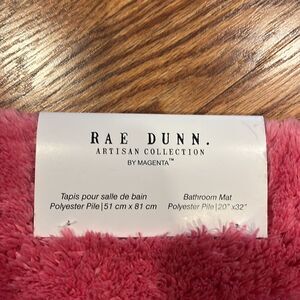 RAE DUNN.
ARTISAN COLLECTION
BY MAGENTA™
Tapis pour salle de bain
Polyester Pile|51 cm x 81 cm
Bathroom Mat
Polyester Pile|20" x32"